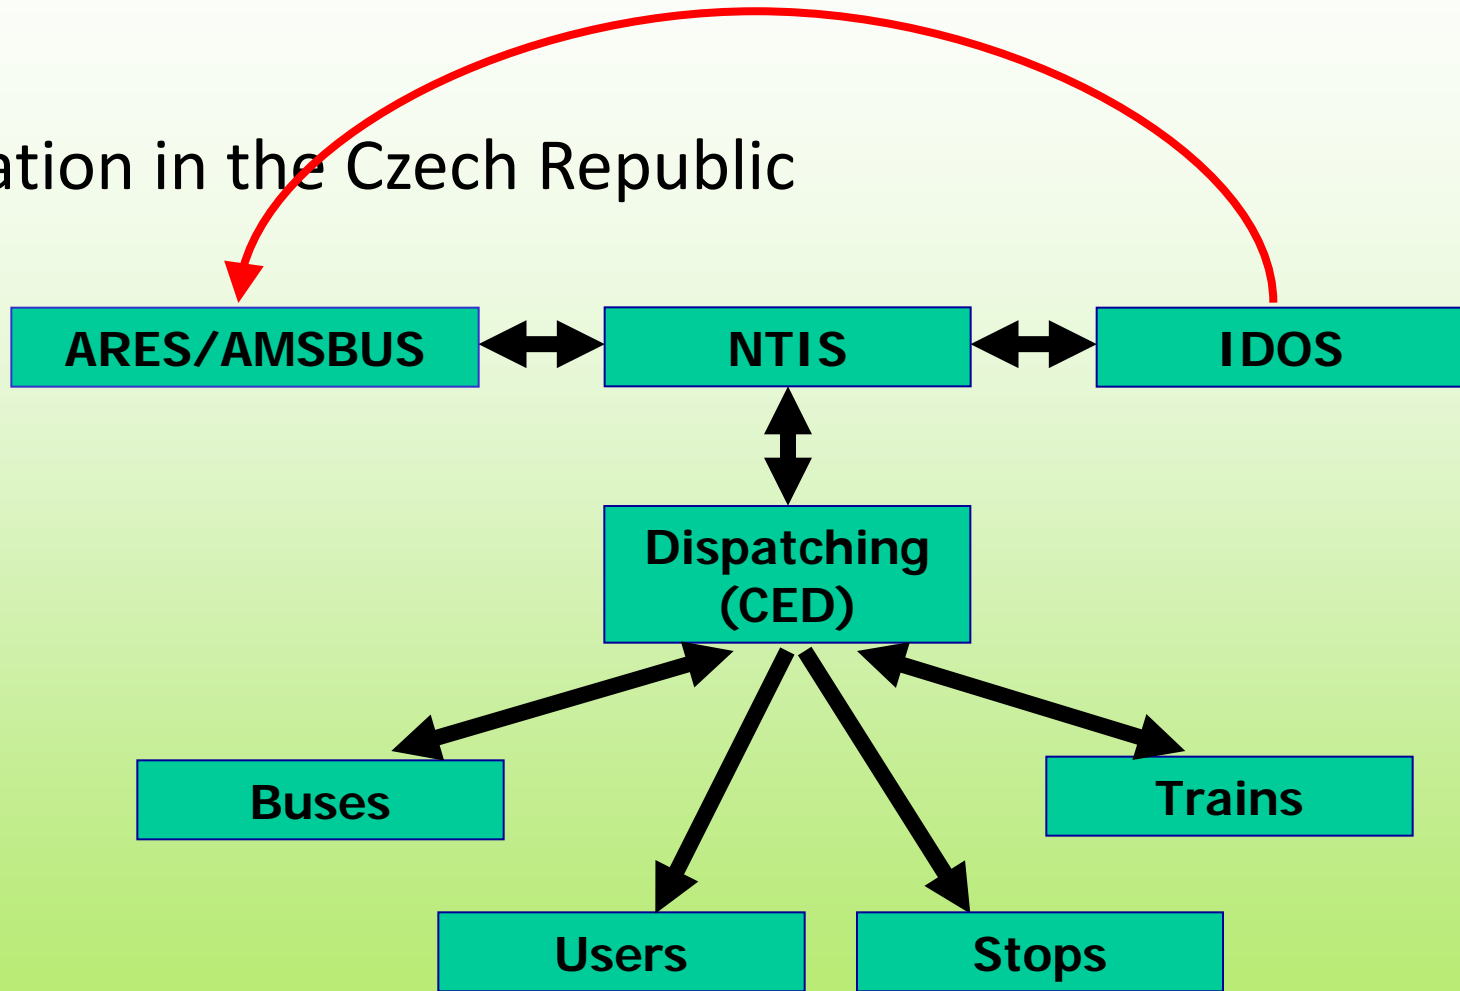 ation in the Czech Republic
ARES/AMSBUS
NTIS
IDOS
Dispatching
(CED)
Buses
Trains
Users
Stops